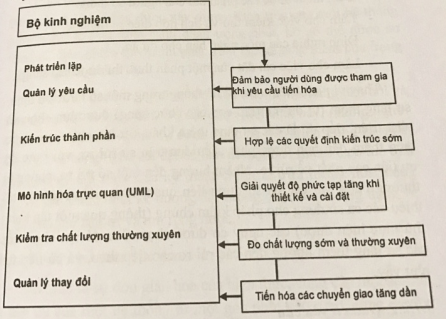 Bộ kinh nghiệm
Phát triển lặp
Quản lý yêu cầu
Đảm bảo người dùng được tham gia
khi yêu cầu tiến hóa
Kiến trúc thành phần
Hợp lệ các quyết định kiến trúc sớm
Mô hình hóa trực quan (UML)
Giải quyết độ phức tạp tăng khi
thiết kế và cài đặt
Kiểm tra chất lượng thường xuyên
Đo chất lượng sớm và thường xuyên
Quản lý thay đổi
Tiến hóa các chuyển giao tăng dần